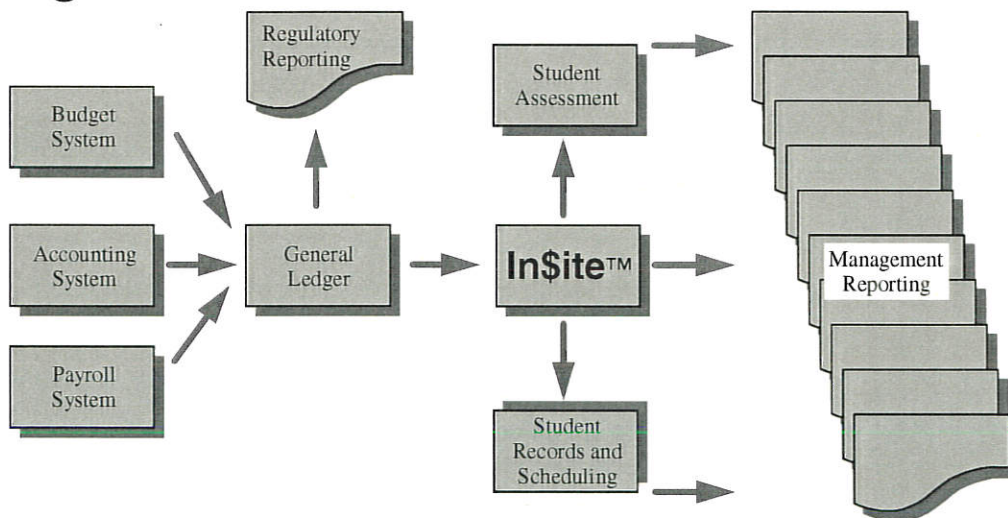 Regulatory
Reporting
Student
Assessment
Budget
System
Accounting
System
General
Ledger
In$ite™
Management
Reporting
Payroll
System
Student
Records and
Scheduling